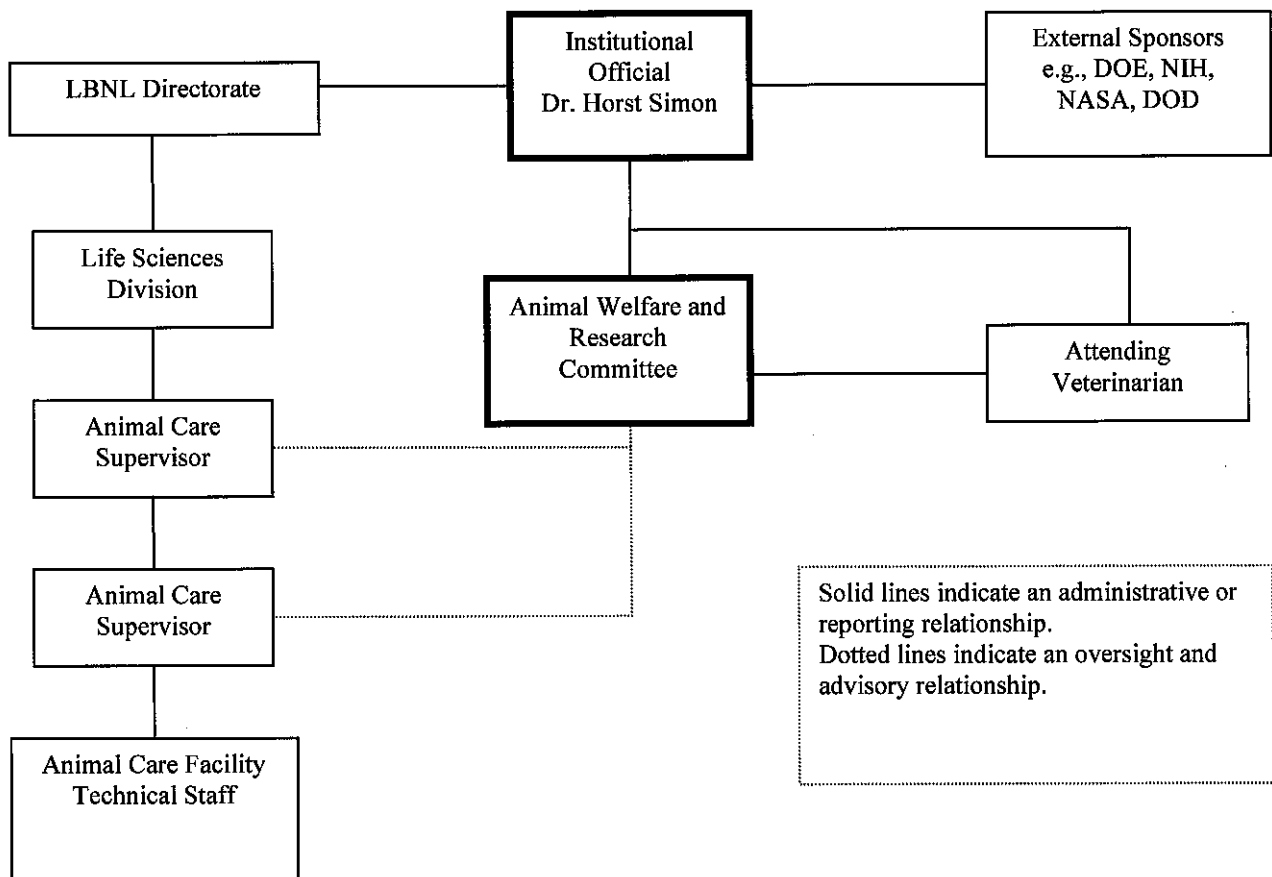 LBNL Directorate
Institutional
Official
Dr. Horst Simon
External Sponsors
e.g., DOE, NIH,
NASA, DOD
Life Sciences
Division
Animal Welfare and
Research
Committee
Attending
Veterinarian
Animal Care
Supervisor
Animal Care
Supervisor
Solid lines indicate an administrative or
reporting relationship.
Dotted lines indicate an oversight and
advisory relationship.
Animal Care Facility
Technical Staff